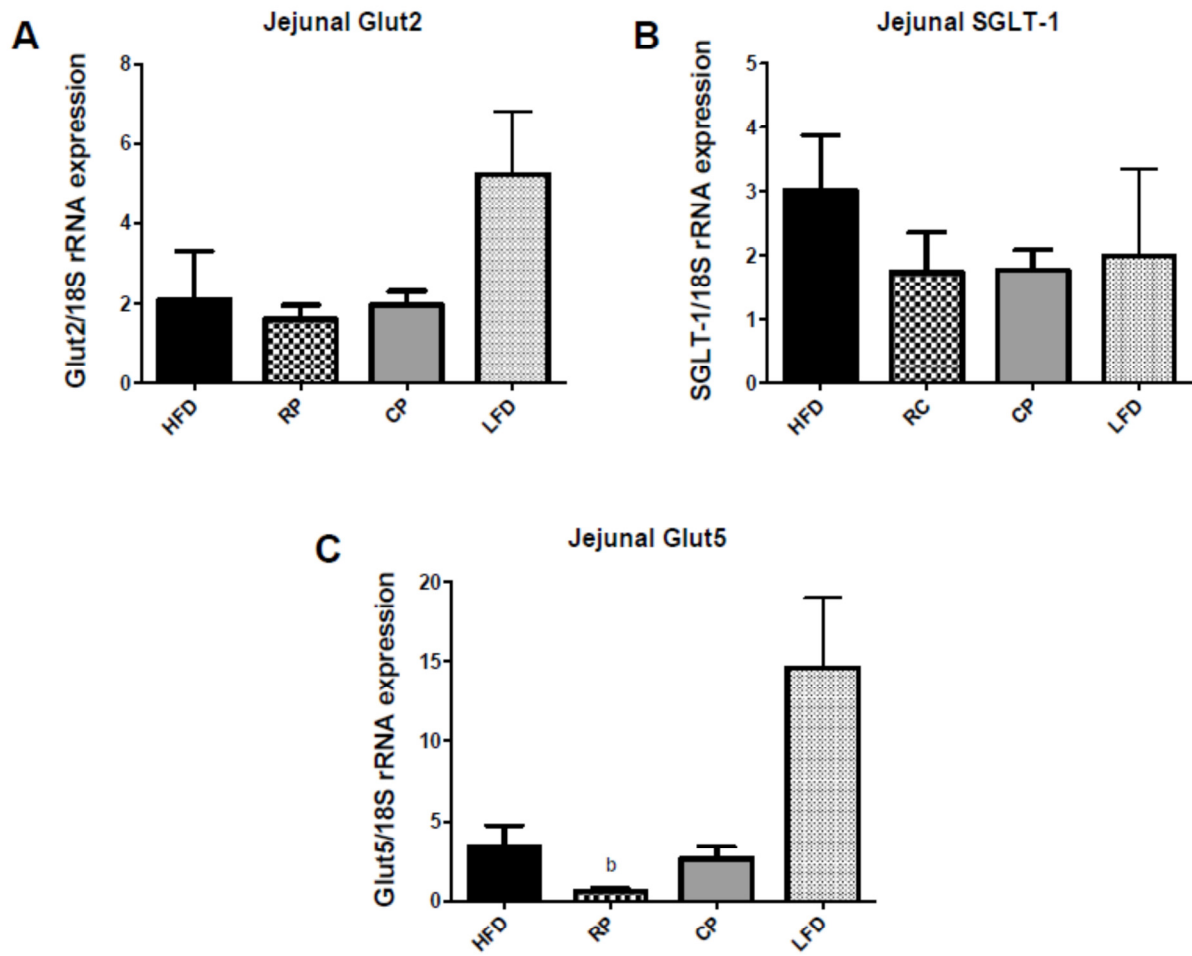 A
Jejunal Glut2
Glut2/18S rRNA expression
8
6
4
2
0
HFD
RP
CP
LFD
B
Jejunal SGLT-1
SGLT-1/18S rRNA expression
5
4
3
2
1
0
HFD
RC
CP
LFD
C
Jejunal Glut5
Glut5/18S rRNA expression
20
15
10
5
0
b
HFD
RP
CP
LFD